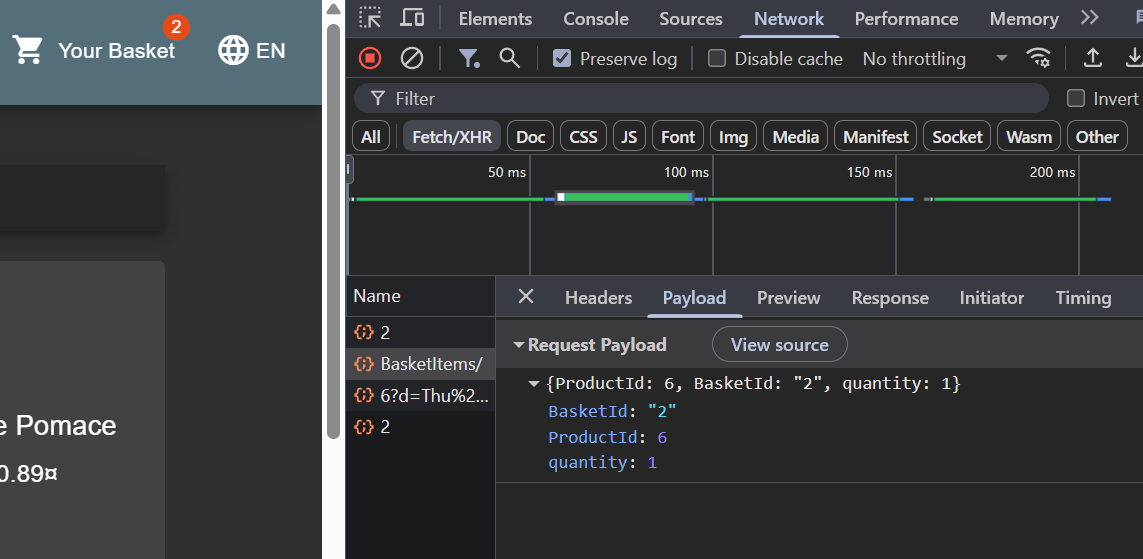 2
Your Basket
EN
e Pomace
0.89¤
Elements Console Sources Network Performance Memory
Preserve log Disable cache No throttling
Filter Invert
All Fetch/XHR Doc CSS JS Font Img Media Manifest Socket Wasm Other
50 ms 100 ms 150 ms 200 ms
Name
2
BasketItems/
6?d=Thu%2...
2
Headers Payload Preview Response Initiator Timing
Request Payload View source
{ProductId: 6, BasketId: "2", quantity: 1}
BasketId: "2"
ProductId: 6
quantity: 1